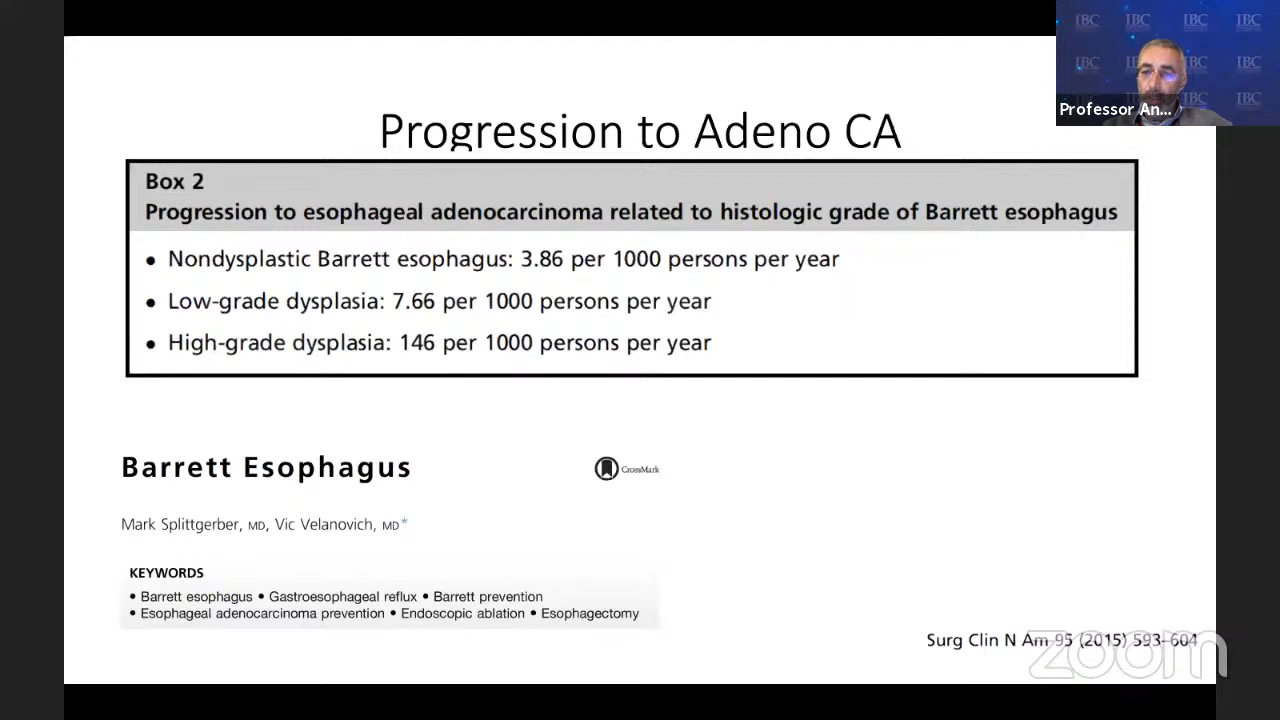 IBC IBC IBC IBC
IBC IBC IBC
IBC IBC
Professor An...
Progression to Adeno CA
Box 2
Progression to esophageal adenocarcinoma related to histologic grade of Barrett esophagus
• Nondysplastic Barrett esophagus: 3.86 per 1000 persons per year
• Low-grade dysplasia: 7.66 per 1000 persons per year
• High-grade dysplasia: 146 per 1000 persons per year
Barrett Esophagus
CrossMark
Mark Splittgerber, MD, Vic Velanovich, MD*
KEYWORDS
• Barrett esophagus • Gastroesophageal reflux • Barrett prevention
• Esophageal adenocarcinoma prevention • Endoscopic ablation • Esophagectomy
Surg Clin N Am 95 (2015) 593–604
zoom